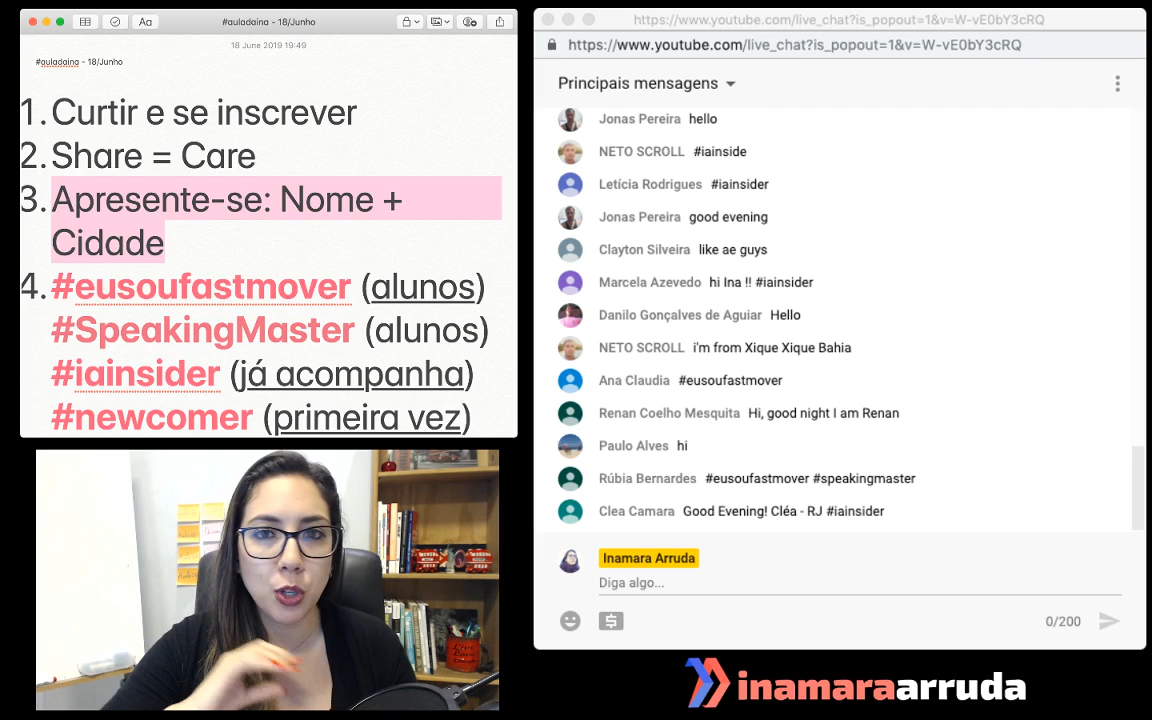 Aa
#auladaina - 18/Junho
18 June 2019 19:49
#auladaina - 18/Junho
1. Curtir e se inscrever
2. Share = Care
3. Apresente-se: Nome +
Cidade
4. #eusoufastmover (alunos)
#SpeakingMaster (alunos)
#iainsider (já acompanha)
#newcomer (primeira vez)
https://www.youtube.com/live_chat?is_popout=1&v=W-vE0bY3cRQ
https://www.youtube.com/live_chat?is_popout=1&v=W-vE0bY3cRQ
Principais mensagens
Jonas Pereira hello
NETO SCROLL #iainside
Letícia Rodrigues #iainsider
Jonas Pereira good evening
Clayton Silveira like ae guys
Marcela Azevedo hi Ina !! #iainsider
Danilo Gonçalves de Aguiar Hello
NETO SCROLL i'm from Xique Xique Bahia
Ana Claudia #eusoufastmover
Renan Coelho Mesquita Hi, good night I am Renan
Paulo Alves hi
Rúbia Bernardes #eusoufastmover #speakingmaster
Clea Camara Good Evening! Cléa - RJ #iainsider
Inamara Arruda
Diga algo...
0/200
inamaraarruda